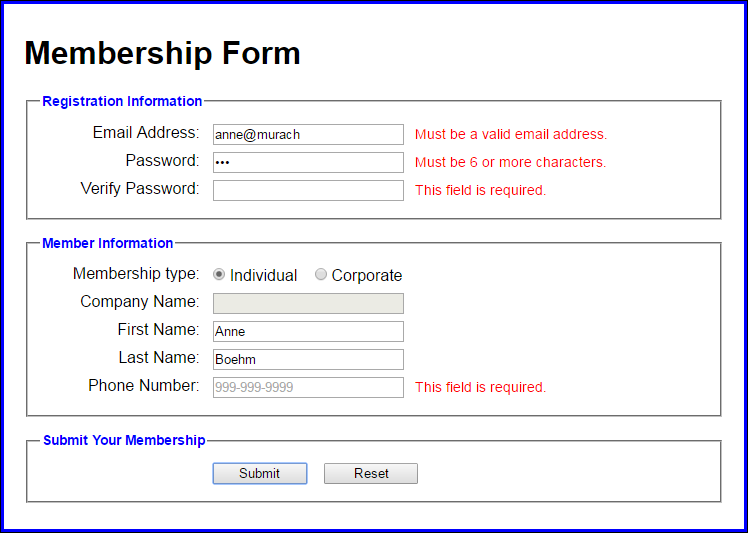 Membership Form
Registration Information
Email Address: anne@murach Must be a valid email address.
Password: ••• Must be 6 or more characters.
Verify Password: This field is required.
Member Information
Membership type: Individual Corporate
Company Name:
First Name: Anne
Last Name: Boehm
Phone Number: 999-999-9999 This field is required.
Submit Your Membership
Submit Reset